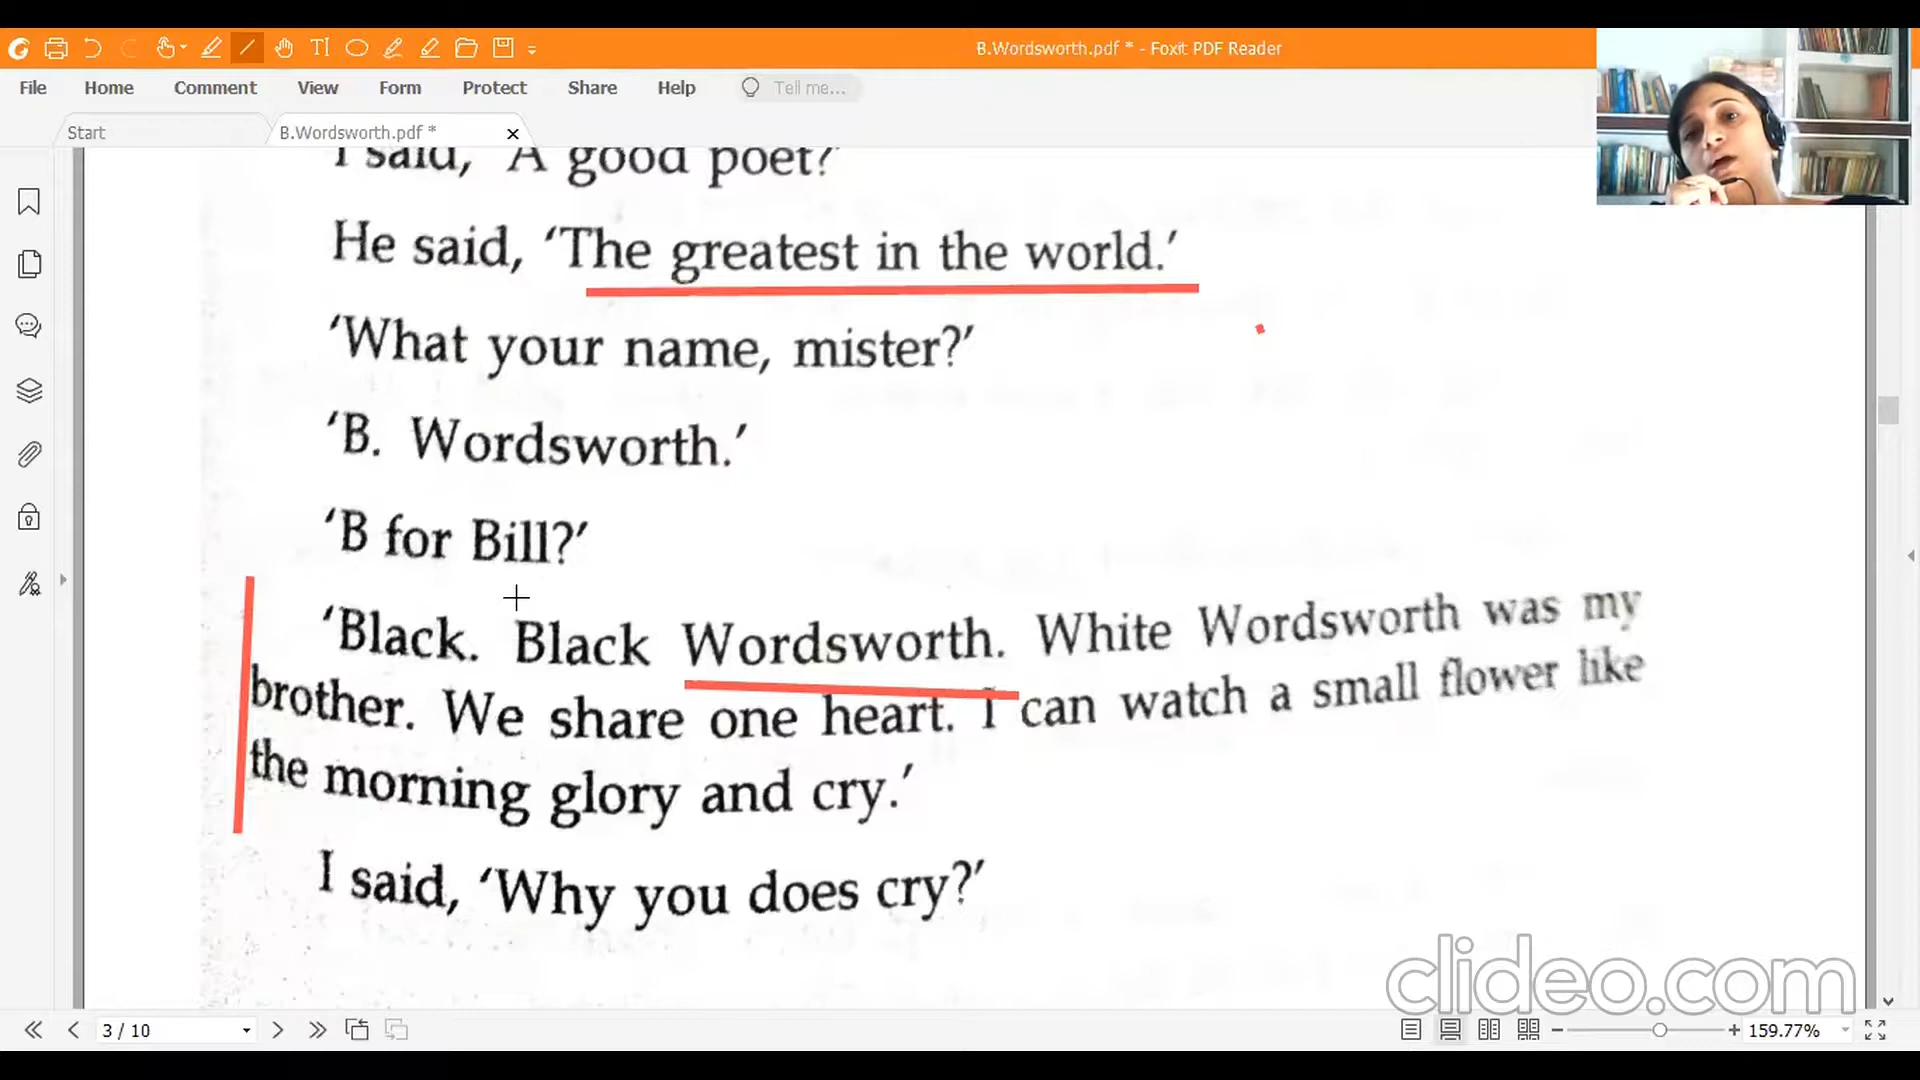 B.Wordsworth.pdf * - Foxit PDF Reader
File Home Comment View Form Protect Share Help Tell me...
Start B.Wordsworth.pdf *
I said, 'A good poet?'
He said, 'The greatest in the world.'
'What your name, mister?'
'B. Wordsworth.'
'B for Bill?'
'Black. Black Wordsworth. White Wordsworth was my
brother. We share one heart. I can watch a small flower like
the morning glory and cry.'
I said, 'Why you does cry?'
clideo.com
3 / 10 159.77%